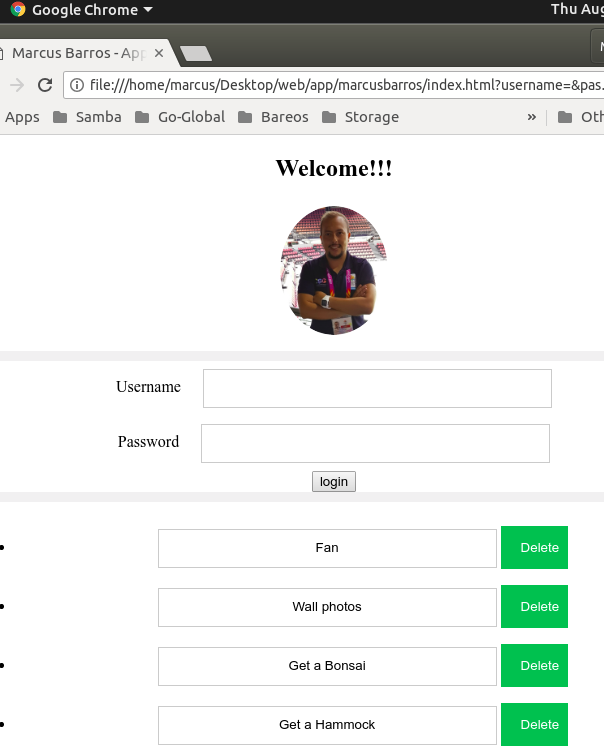 Google Chrome Thu Aug
Marcus Barros - App
file:///home/marcus/Desktop/web/app/marcusbarros/index.html?username=&pas
Apps Samba Go-Global Bareos Storage » Oth
Welcome!!!
Username
Password
login
Fan Delete
Wall photos Delete
Get a Bonsai Delete
Get a Hammock Delete